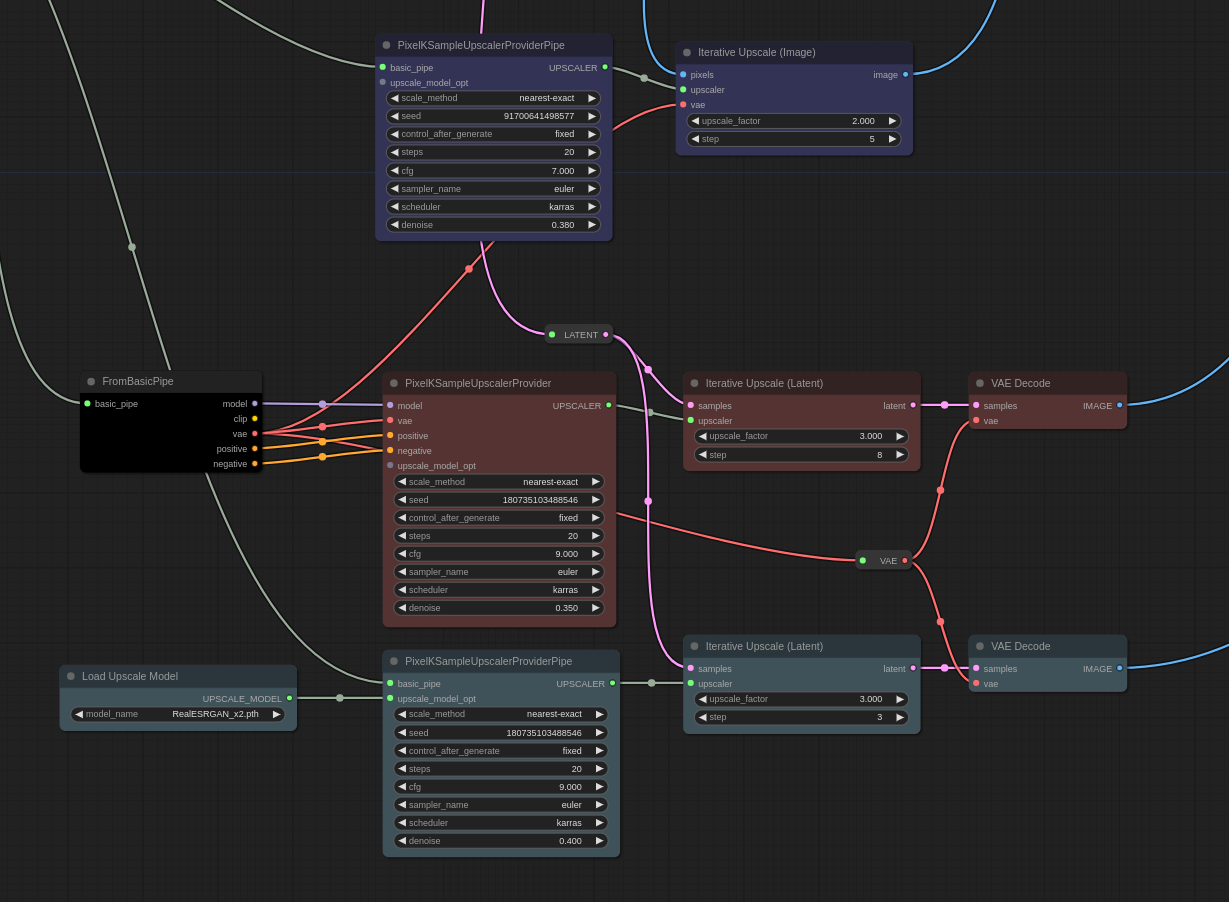 PixelKSampleUpscalerProviderPipe
basic_pipe UPSCALER
upscale_model_opt
scale_method nearest-exact
seed 91700641498577
control_after_generate fixed
steps 20
cfg 7.000
sampler_name euler
scheduler karras
denoise 0.380
Iterative Upscale (Image)
pixels image
upscaler
vae
upscale_factor 2.000
step 5
LATENT
FromBasicPipe
basic_pipe model
clip
vae
positive
negative
PixelKSampleUpscalerProvider
model UPSCALER
vae
positive
negative
upscale_model_opt
scale_method nearest-exact
seed 180735103488546
control_after_generate fixed
steps 20
cfg 9.000
sampler_name euler
scheduler karras
denoise 0.350
Iterative Upscale (Latent)
samples latent
upscaler
upscale_factor 3.000
step 8
VAE Decode
samples IMAGE
vae
VAE
Load Upscale Model
UPSCALE_MODEL
model_name RealESRGAN_x2.pth
PixelKSampleUpscalerProviderPipe
basic_pipe UPSCALER
upscale_model_opt
scale_method nearest-exact
seed 180735103488546
control_after_generate fixed
steps 20
cfg 9.000
sampler_name euler
scheduler karras
denoise 0.400
Iterative Upscale (Latent)
samples latent
upscaler
upscale_factor 3.000
step 3
VAE Decode
samples IMAGE
vae